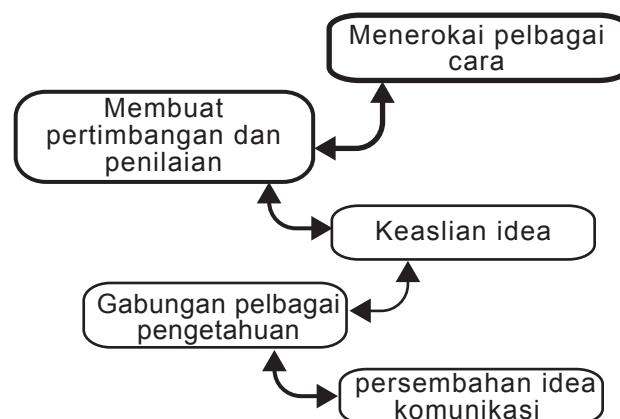 Menerokai pelbagai
cara
Membuat
pertimbangan dan
penilaian
Keaslian idea
Gabungan pelbagai
pengetahuan
persembahan idea
komunikasi